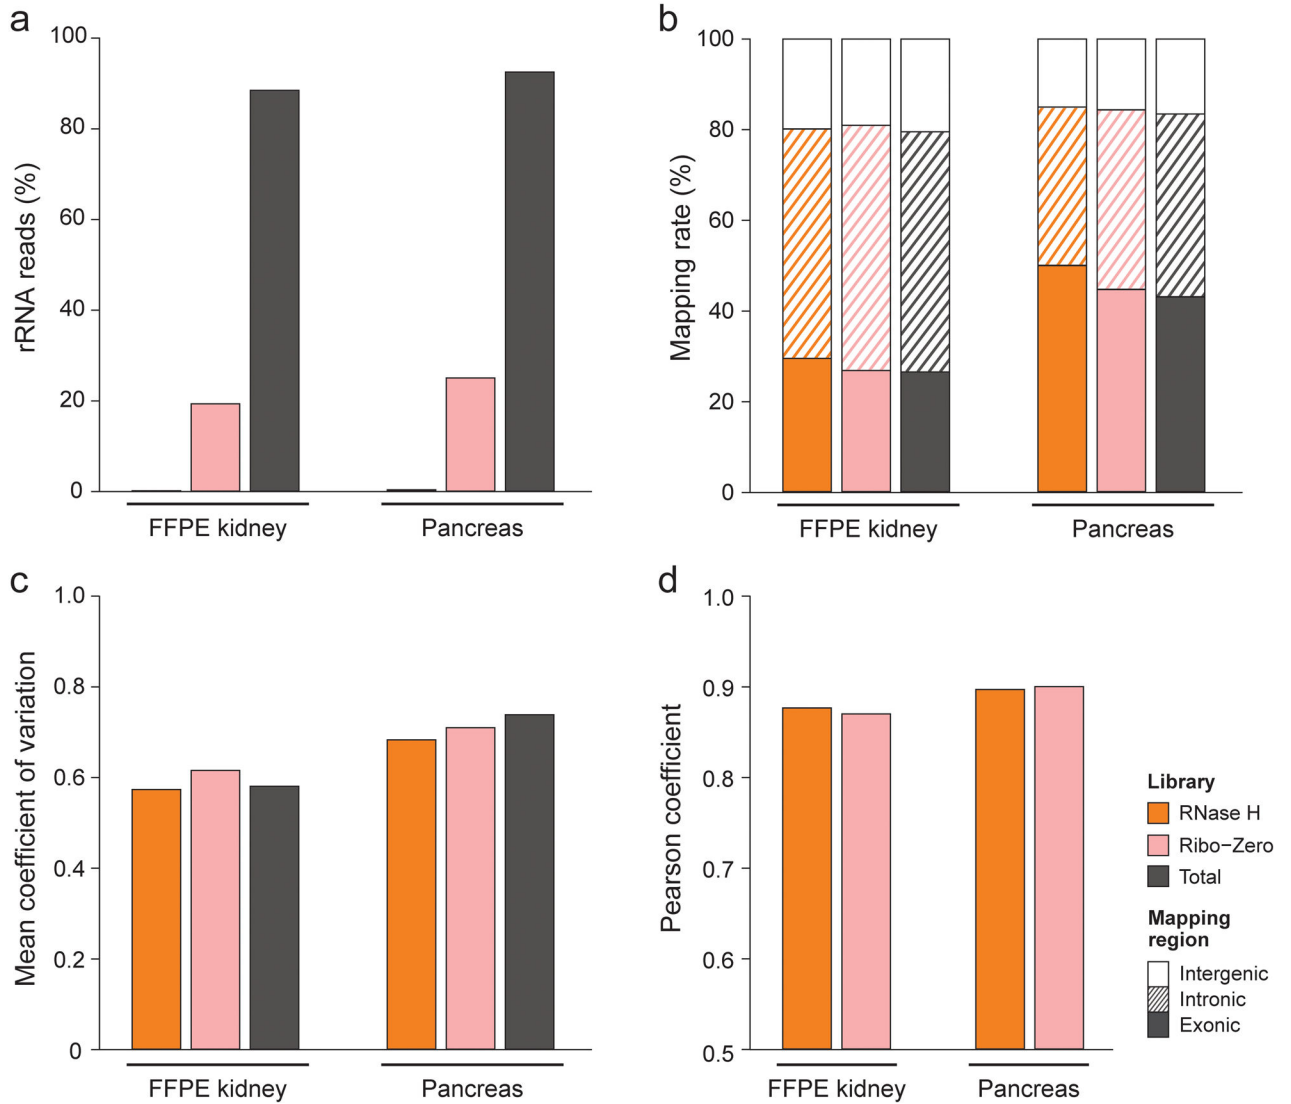 a
rRNA reads (%)
100
80
60
40
20
0
FFPE kidney
Pancreas
b
Mapping rate (%)
100
80
60
40
20
0
FFPE kidney
Pancreas
c
Mean coefficient of variation
1.0
0.8
0.6
0.4
0.2
0
FFPE kidney
Pancreas
d
Pearson coefficient
1.0
0.9
0.8
0.7
0.6
0.5
FFPE kidney
Pancreas
Library
RNase H
Ribo−Zero
Total
Mapping
region
Intergenic
Intronic
Exonic